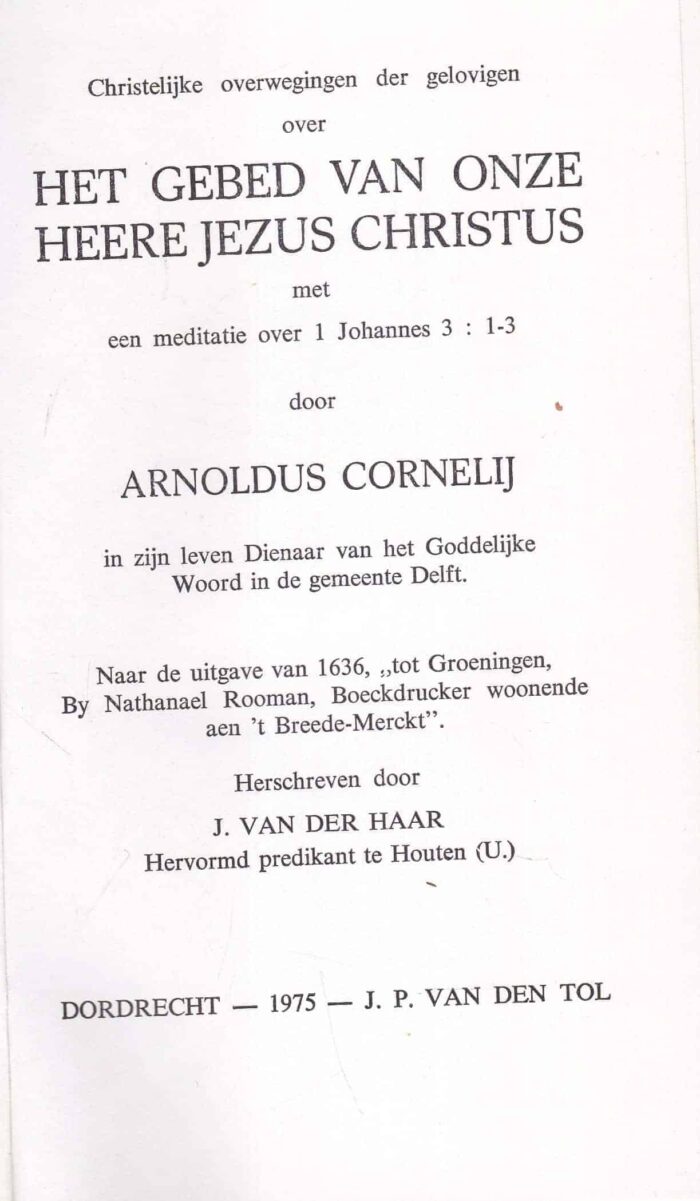 Christelijke overwegingen der gelovigen
over
HET GEBED VAN ONZE
HEERE JEZUS CHRISTUS
met
een meditatie over 1 Johannes 3 : 1-3
door
ARNOLDUS CORNELIJ
in zijn leven Dienaar van het Goddelijke
Woord in de gemeente Delft.
Naar de uitgave van 1636, „tot Groeningen,
By Nathanael Rooman, Boeckdrucker woonende
aen 't Breede-Merckt”.
Herschreven door
J. VAN DER HAAR
Hervormd predikant te Houten (U.)
DORDRECHT — 1975 — J. P. VAN DEN TOL